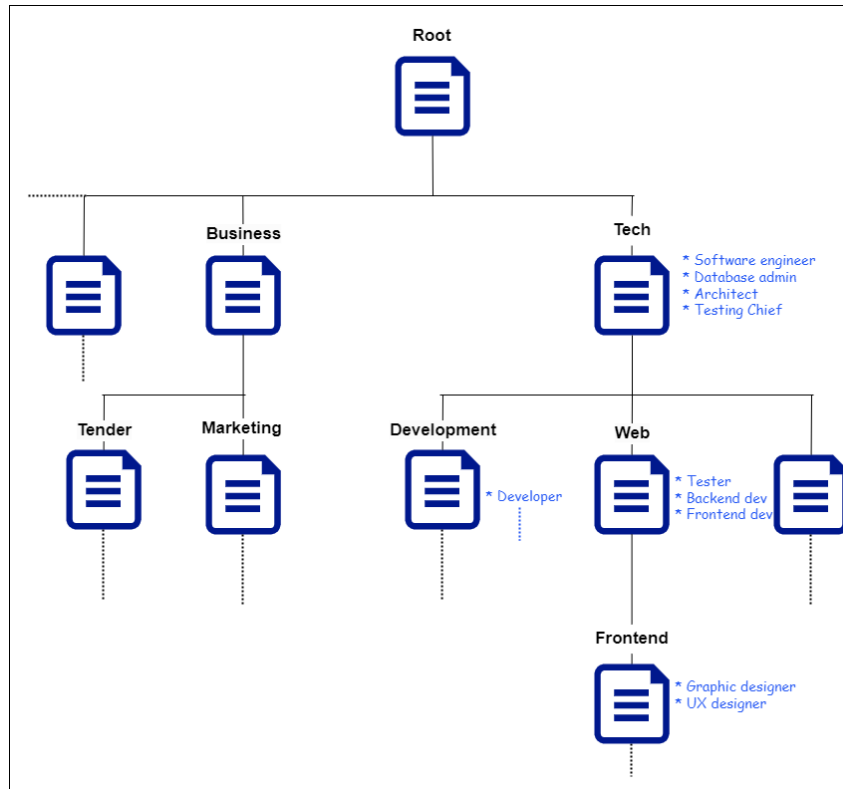 Root
Business
Tech
* Software engineer
* Database admin
* Architect
* Testing Chief
Tender
Marketing
Development
Web
* Developer
* Tester
* Backend dev
* Frontend dev
Frontend
* Graphic designer
* UX designer